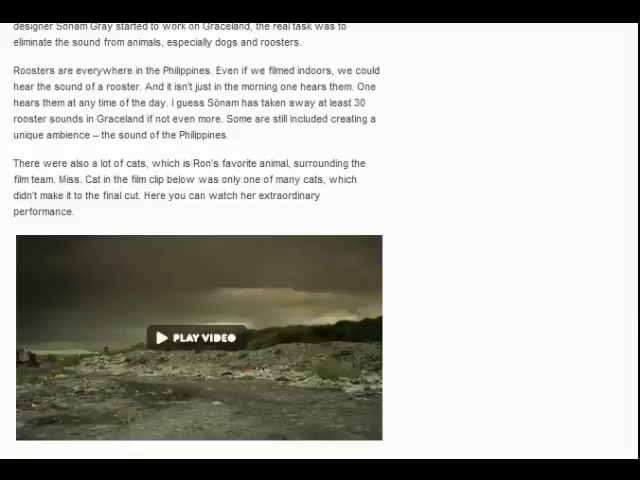 designer Sonam Gray started to work on Graceland, the real task was to
eliminate the sound from animals, especially dogs and roosters.
Roosters are everywhere in the Philippines. Even if we filmed indoors, we could
hear the sound of a rooster. And it isn't just in the morning one hears them. One
hears them at any time of the day. I guess Sönam has taken away at least 30
rooster sounds in Graceland if not even more. Some are still included creating a
unique ambience – the sound of the Philippines.
There were also a lot of cats, which is Ron's favorite animal, surrounding the
film team. Miss. Cat in the film clip below was only one of many cats, which
didn't make it to the final cut. Here you can watch her extraordinary
performance.
PLAY VIDEO